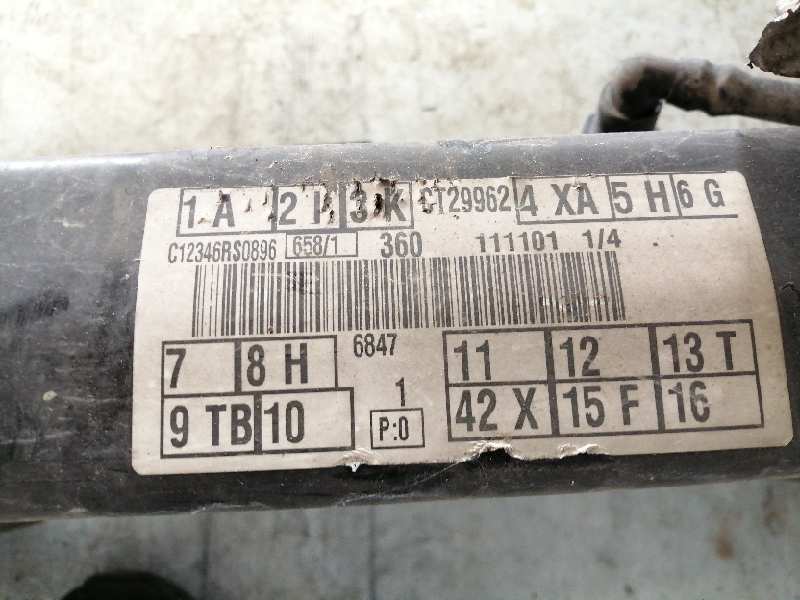 1 A 2 3 K CT29962 4 XA 5 H 6 G
C12346RS0896 658/1 360 111101 1/4
7 8 H 6847 11 12 13 T
9 TB 10 1 P:0 42 X 15 F 16